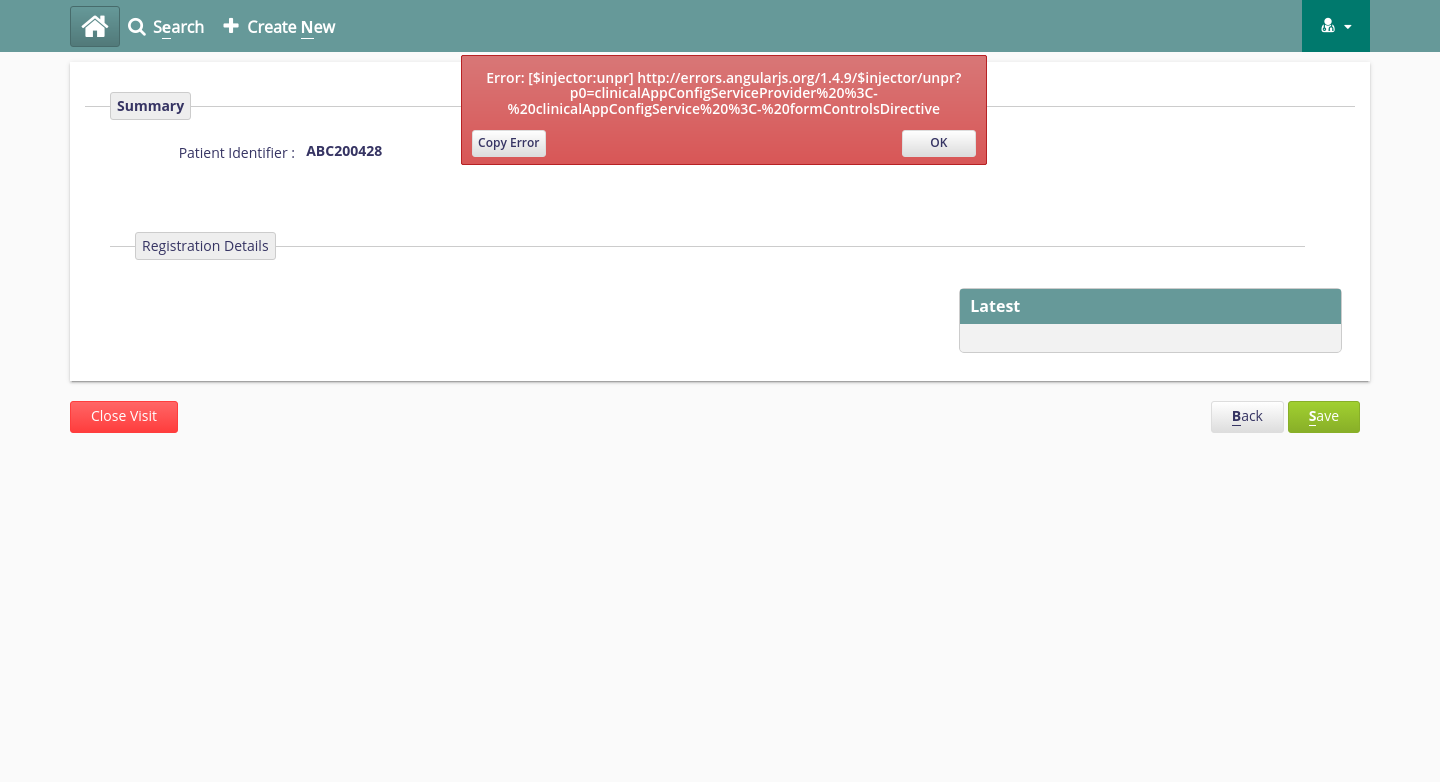 Search Create New
Error: [$injector:unpr] http://errors.angularjs.org/1.4.9/$injector/unpr?
p0=clinicalAppConfigServiceProvider%20%3C-
%20clinicalAppConfigService%20%3C-%20formControlsDirective
Copy Error OK
Summary
Patient Identifier : ABC200428
Registration Details
Latest
Close Visit Back Save